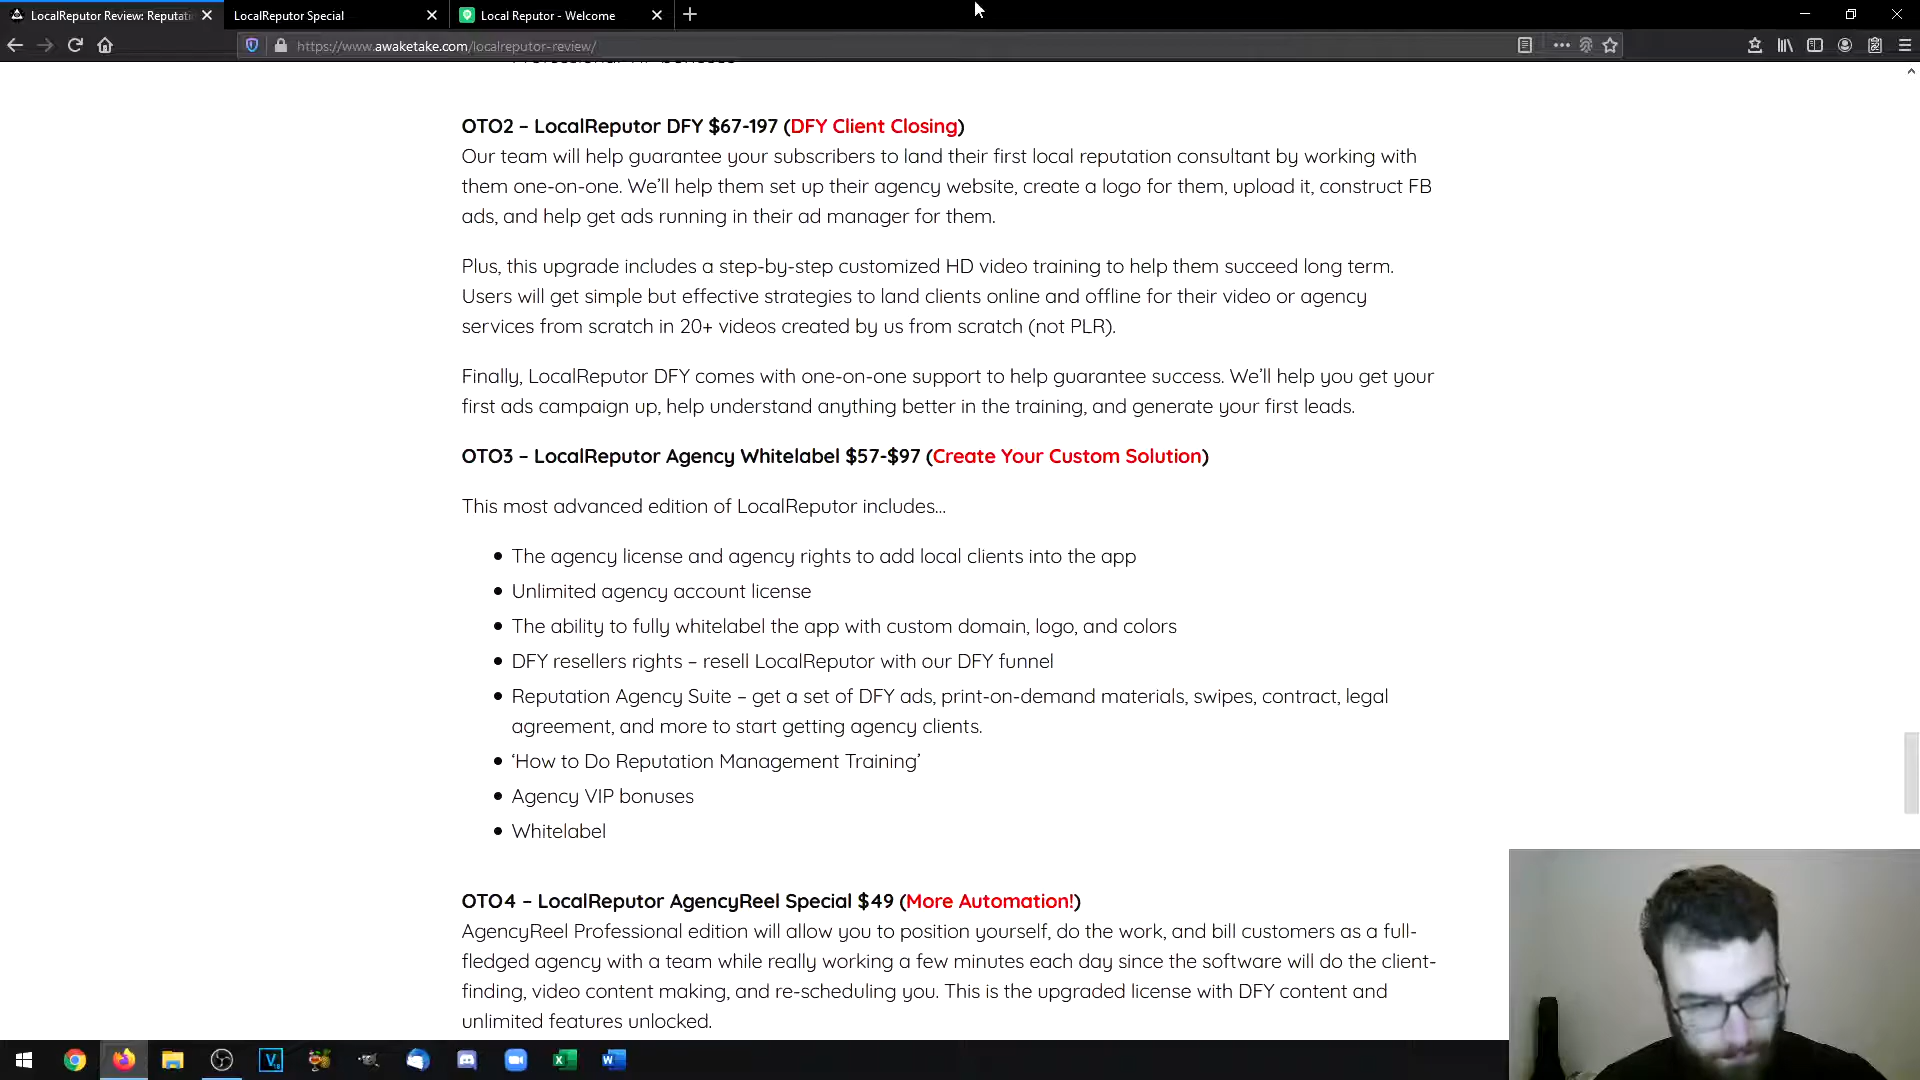 LocalReputor Review: Reputati
LocalReputor Special
Local Reputor - Welcome
https://www.awaketake.com/localreputor-review/
OTO2 – LocalReputor DFY $67-197 (DFY Client Closing)
Our team will help guarantee your subscribers to land their first local reputation consultant by working with
them one-on-one. We’ll help them set up their agency website, create a logo for them, upload it, construct FB
ads, and help get ads running in their ad manager for them.
Plus, this upgrade includes a step-by-step customized HD video training to help them succeed long term.
Users will get simple but effective strategies to land clients online and offline for their video or agency
services from scratch in 20+ videos created by us from scratch (not PLR).
Finally, LocalReputor DFY comes with one-on-one support to help guarantee success. We’ll help you get your
first ads campaign up, help understand anything better in the training, and generate your first leads.
OTO3 – LocalReputor Agency Whitelabel $57-$97 (Create Your Custom Solution)
This most advanced edition of LocalReputor includes…
The agency license and agency rights to add local clients into the app
Unlimited agency account license
The ability to fully whitelabel the app with custom domain, logo, and colors
DFY resellers rights – resell LocalReputor with our DFY funnel
Reputation Agency Suite – get a set of DFY ads, print-on-demand materials, swipes, contract, legal
agreement, and more to start getting agency clients.
‘How to Do Reputation Management Training’
Agency VIP bonuses
Whitelabel
OTO4 – LocalReputor AgencyReel Special $49 (More Automation!)
AgencyReel Professional edition will allow you to position yourself, do the work, and bill customers as a full-
fledged agency with a team while really working a few minutes each day since the software will do the client-
finding, video content making, and re-scheduling you. This is the upgraded license with DFY content and
unlimited features unlocked.